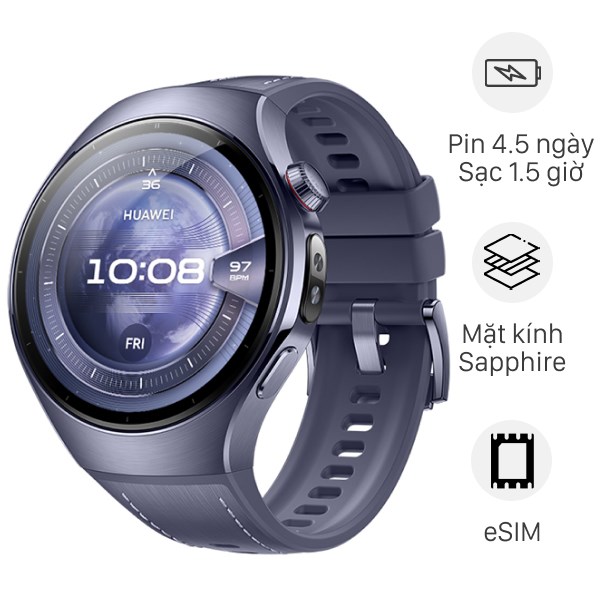 36
HUAWEI
10:08
97
BPM
FRI
Pin 4.5 ngày
Sạc 1.5 giờ
Mặt kính
Sapphire
eSIM